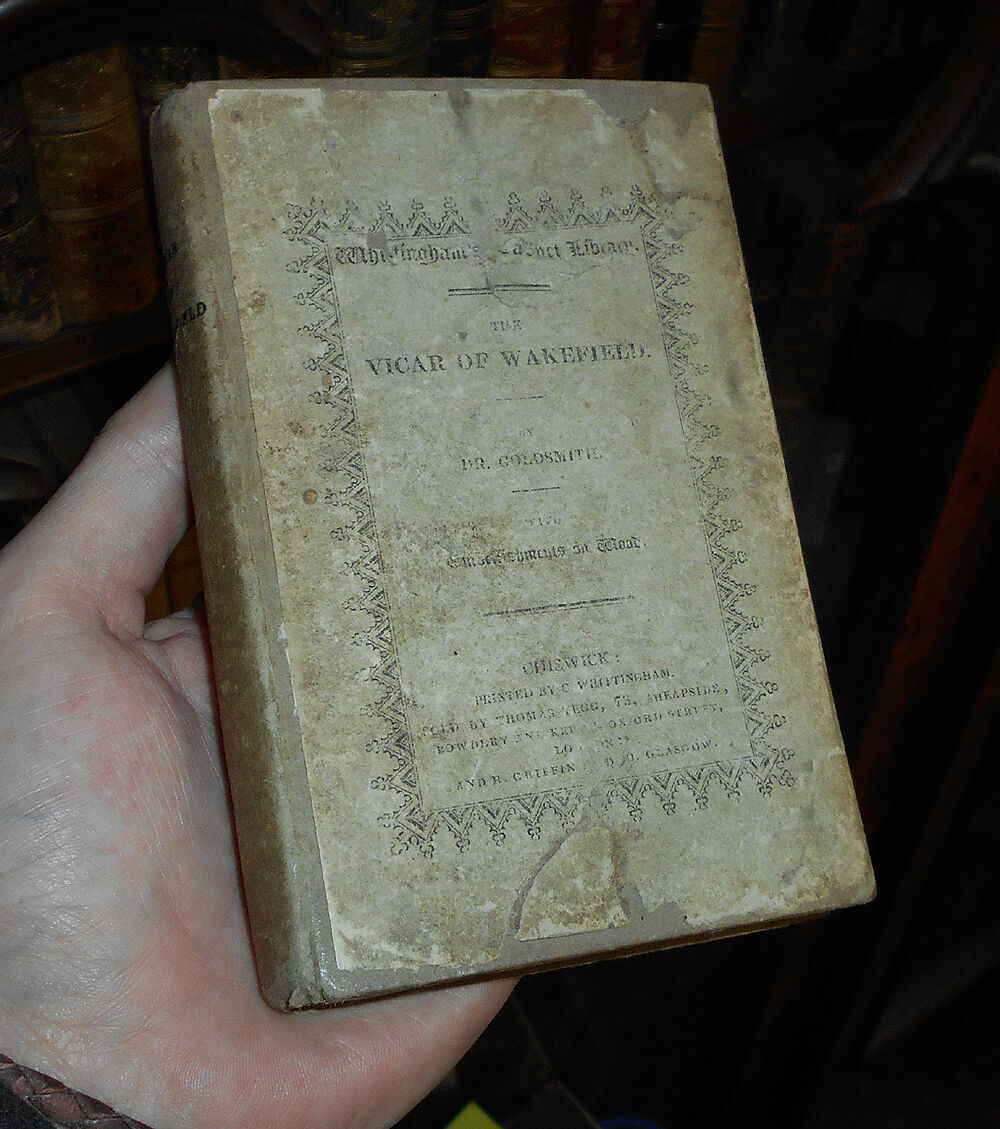 Whittingham's Cabinet Library.
THE
VICAR OF WAKEFIELD.
BY
DR. GOLDSMITH.
WITH
Embellishments in Wood.
CHISWICK:
PRINTED BY C WHITTINGHAM.
SOLD BY THOMAS TEGG, 73, CHEAPSIDE;
BOWDERY AND KERBY, OXFORD STREET,
LONDON;
AND R. GRIFFIN AND CO. GLASGOW.